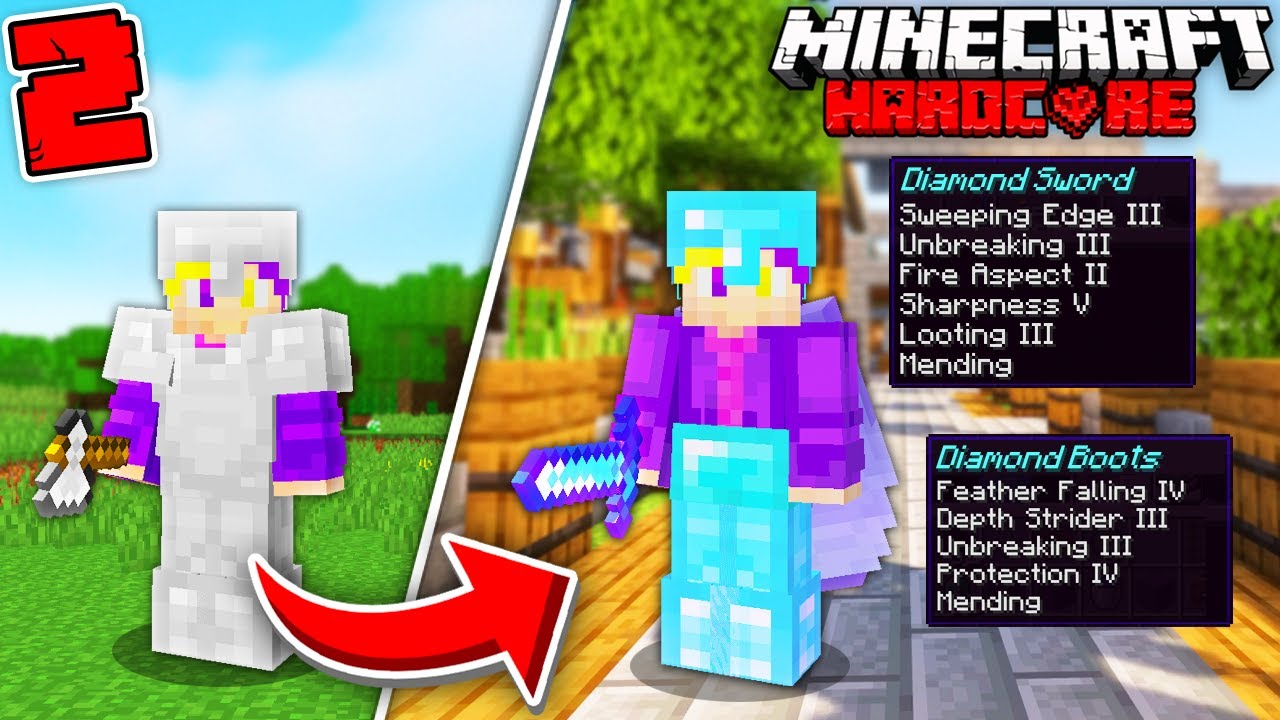 2
MINECRAFT
HARDCORE
Diamond Sword
Sweeping Edge III
Unbreaking III
Fire Aspect II
Sharpness V
Looting III
Mending
Diamond Boots
Feather Falling IV
Depth Strider III
Unbreaking III
Protection IV
Mending